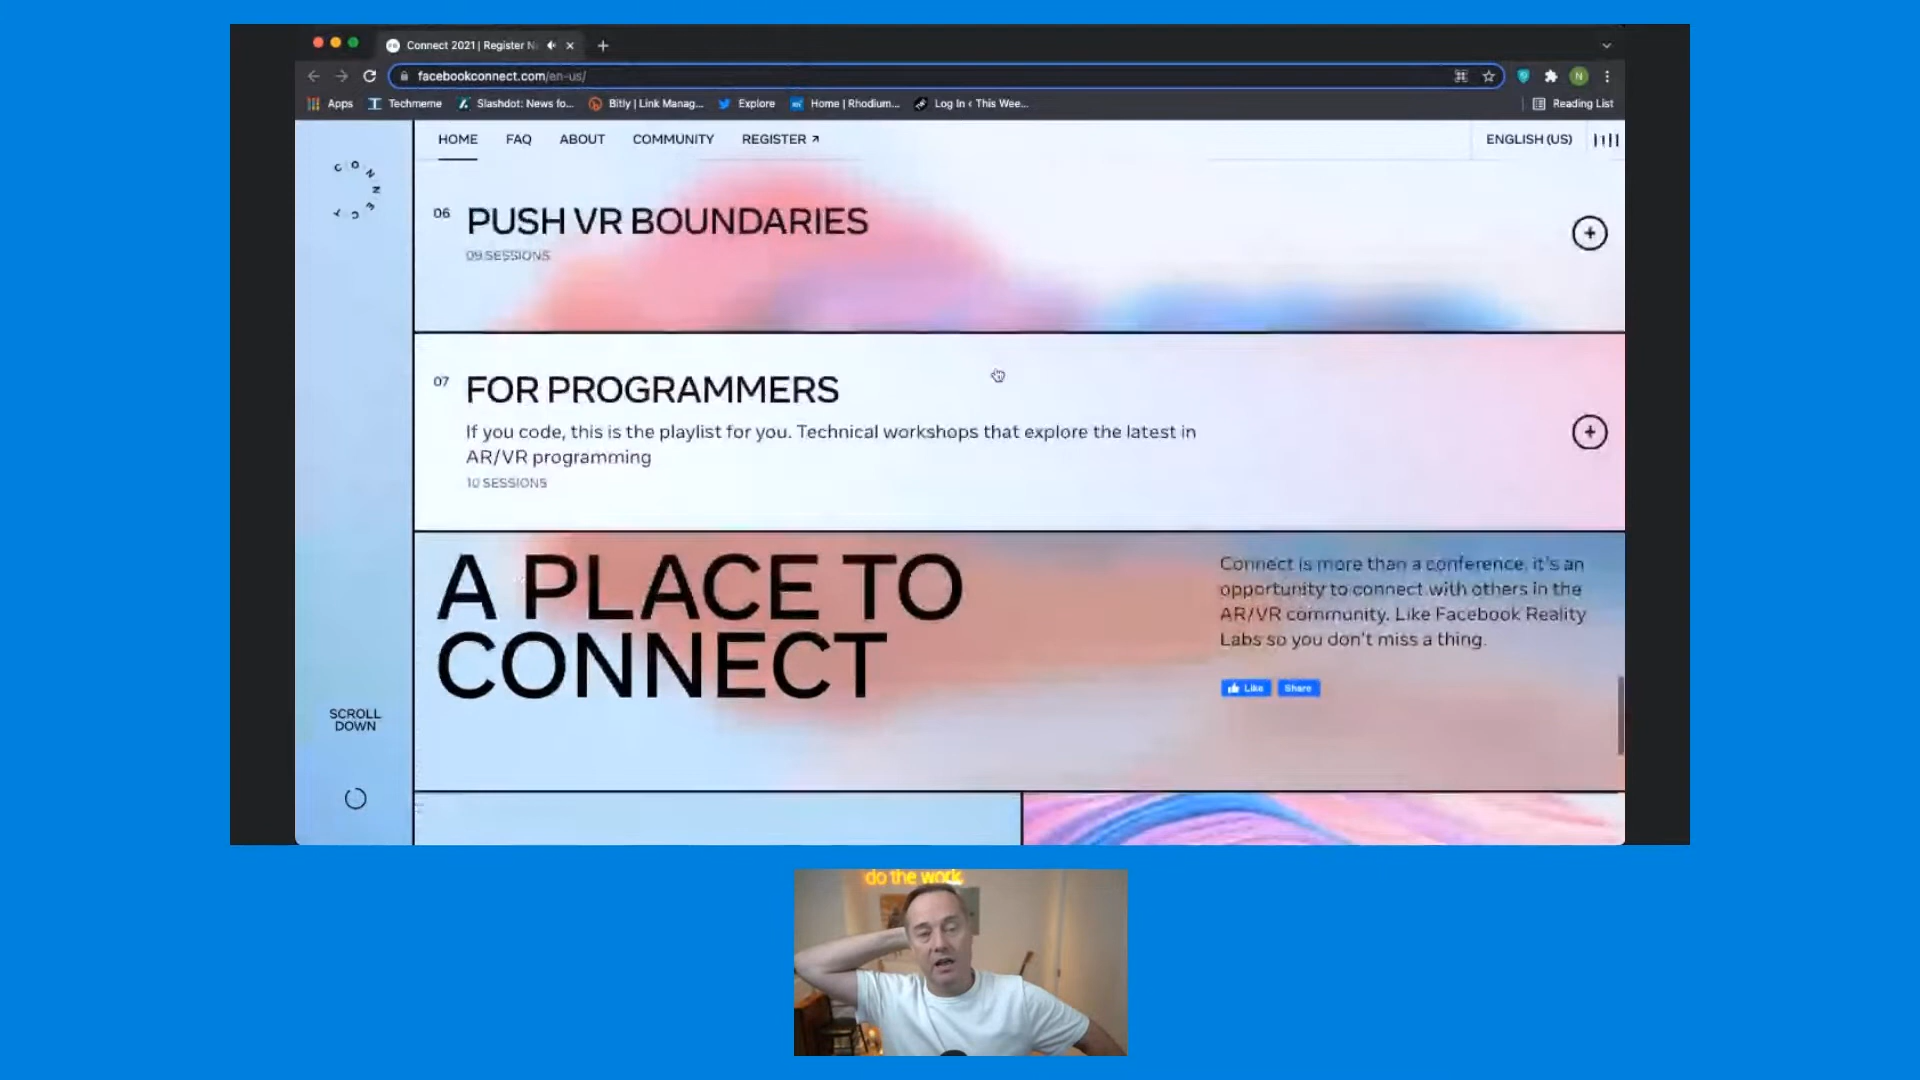 Connect 2021 | Register N
facebookconnect.com/en-us/
N
Apps
Techmeme
Slashdot: News fo...
Bitly | Link Manag...
Explore
Home | Rhodium...
Log In ‹ This Wee...
Reading List
HOME
FAQ
ABOUT
COMMUNITY
REGISTER ↗
ENGLISH (US)
CONNECT
06
PUSH VR BOUNDARIES
09 SESSIONS
07
FOR PROGRAMMERS
If you code, this is the playlist for you. Technical workshops that explore the latest in
AR/VR programming
10 SESSIONS
A PLACE TO
CONNECT
Connect is more than a conference, it's an
opportunity to connect with others in the
AR/VR community. Like Facebook Reality
Labs so you don't miss a thing.
Like
Share
SCROLL
DOWN
do the work